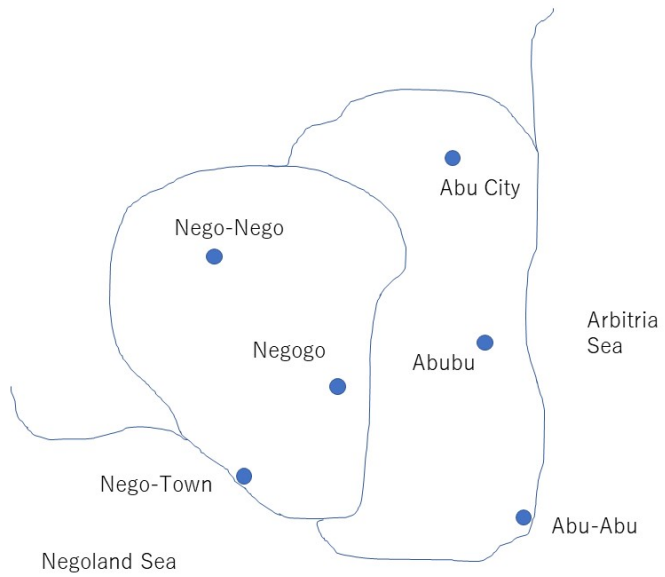 Abu City
Nego-Nego
Arbitria
Sea
Negogo
Abubu
Nego-Town
Abu-Abu
Negoland Sea